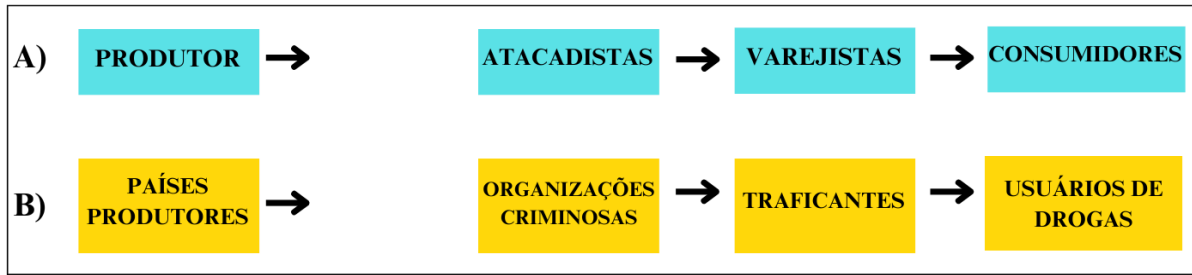 A) PRODUTOR ATACADISTAS VAREJISTAS CONSUMIDORES
B) PAÍSES PRODUTORES ORGANIZAÇÕES CRIMINOSAS TRAFICANTES USUÁRIOS DE DROGAS